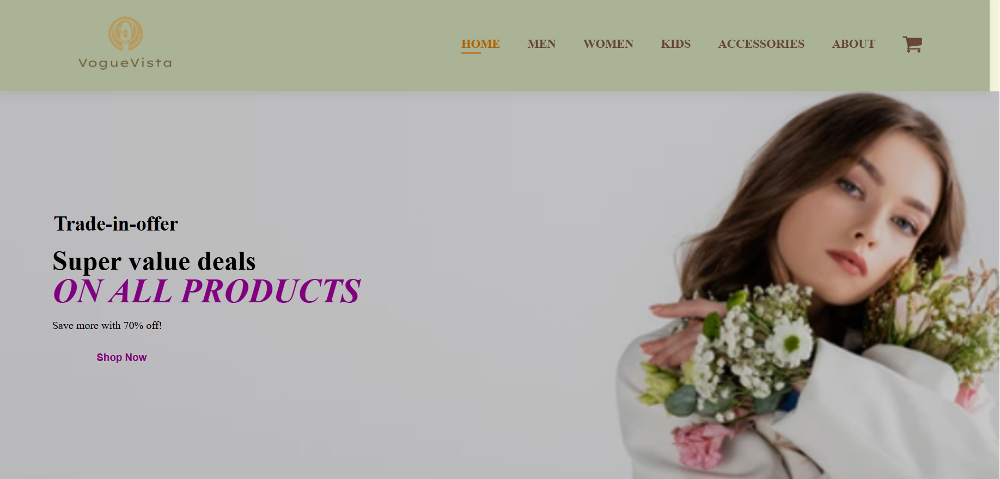 VogueVista
HOME MEN WOMEN KIDS ACCESSORIES ABOUT
Trade-in-offer
Super value deals
ON ALL PRODUCTS
Save more with 70% off!
Shop Now